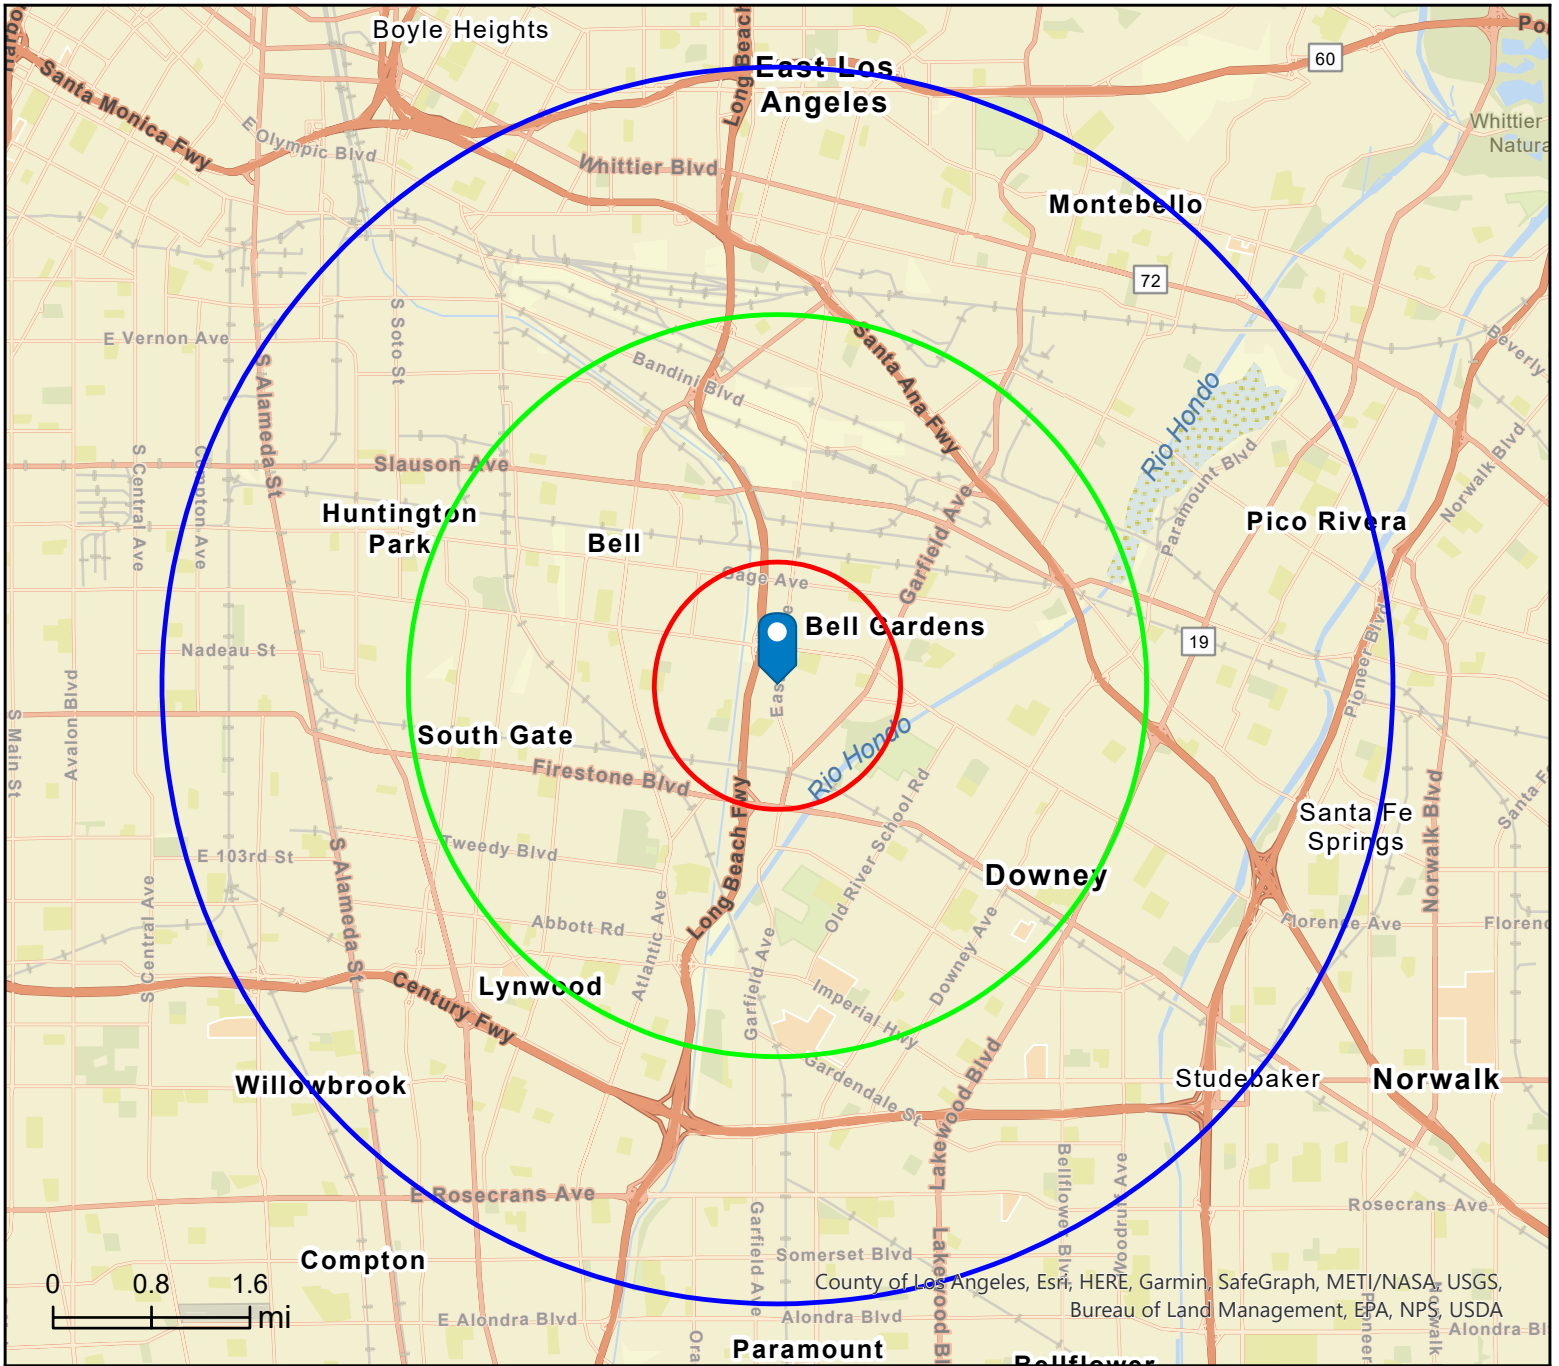 Boyle Heights
Long Beach
East Los
Angeles
60
Santa Monica Fwy
E Olympic Blvd
Whittier Blvd
Whittier
Montebello
72
S Soto St
E Vernon Ave
Bandini Blvd
Santa Ana Fwy
Rio Hondo
S Alameda St
Slauson Ave
Paramount Blvd
Norwalk Blvd
S Central Ave
Compton Ave
Huntington
Park
Bell
Garfield Ave
Pico Rivera
Gage Ave
Bell Gardens
19
Nadeau St
Pioneer Blvd
Avalon Blvd
S Main St
South Gate
Firestone Blvd
Rio Hondo
Old River School Rd
Santa Fe
Springs
Norwalk Blvd
Tweedy Blvd
E 103rd St
S Alameda St
Long Beach Fwy
Downey
Abbott Rd
Atlantic Ave
Garfield Ave
Downey Ave
Florence Ave
S Central Ave
Lynwood
Century Fwy
Imperial Hwy
Gardendale St
Lakewood Blvd
Willowbrook
Studebaker
Norwalk
E Rosecrans Ave
Garfield Ave
Bellflower Blvd
Woodruff Ave
Rosecrans Ave
Compton
Somerset Blvd
Lakewood Bl
County of Los Angeles, Esri, HERE, Garmin, SafeGraph, METI/NASA, USGS,
Bureau of Land Management, EPA, NPS, USDA
0 0.8 1.6
mi
E Alondra Blvd
Alondra Blvd
Alondra Bl
Paramount
Bellflower